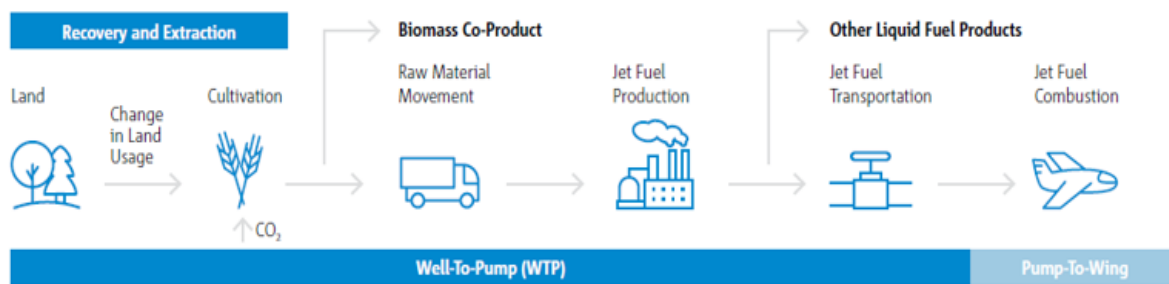 Recovery and Extraction
Biomass Co-Product
Other Liquid Fuel Products
Land
Change
in Land
Usage
Cultivation
CO₂
Raw Material
Movement
Jet Fuel
Production
Jet Fuel
Transportation
Jet Fuel
Combustion
Well-To-Pump (WTP)
Pump-To-Wing